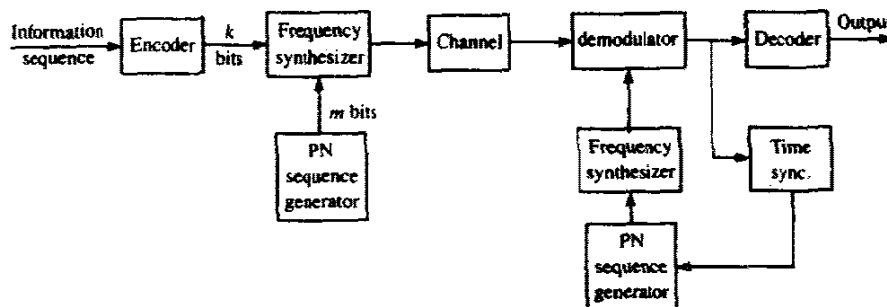 Information
sequence
Encoder
k
bits
Frequency
synthesizer
Channel
demodulator
Decoder
Output
m bits
PN
sequence
generator
Frequency
synthesizer
Time
sync.
PN
sequence
generator